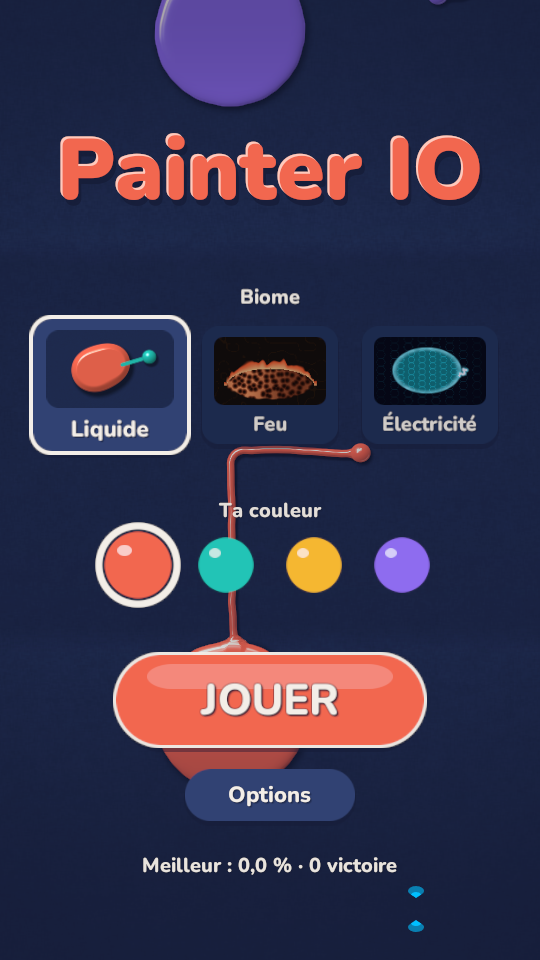 Painter IO
Biome
Liquide
Feu
Électricité
Ta couleur
JOUER
Options
Meilleur : 0,0 % · 0 victoire